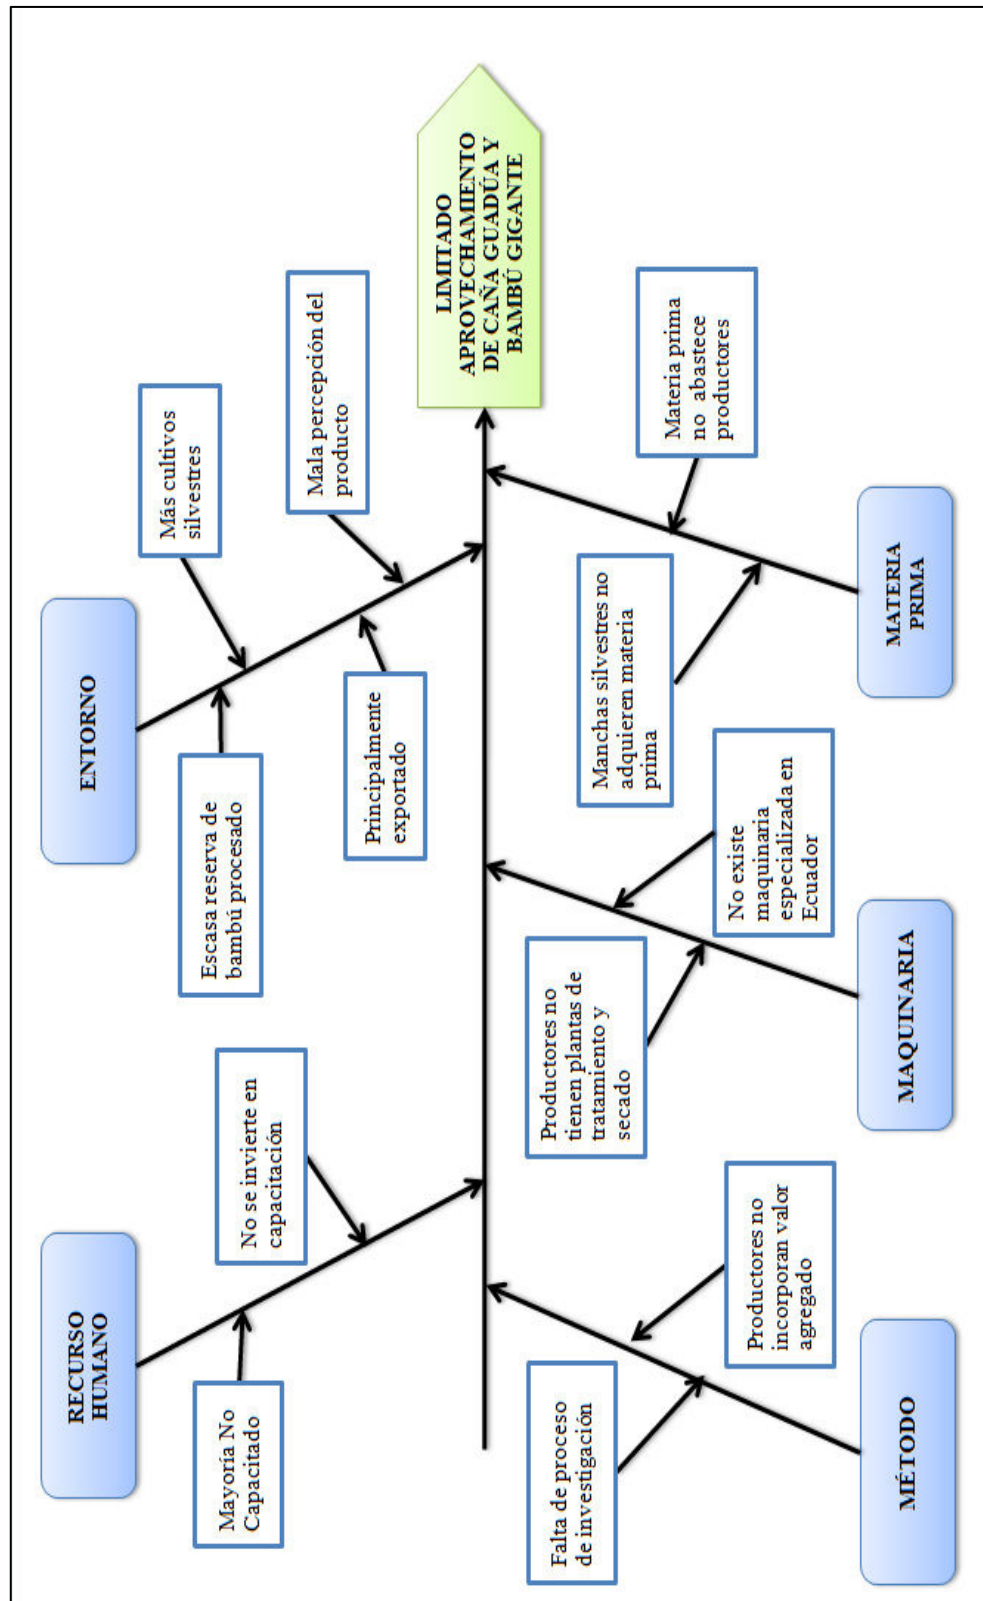 RECURSO
HUMANO
ENTORNO
Mayoría No
Capacitado
No se invierte en
capacitación
Escasa reserva de
bambú procesado
Más cultivos
silvestres
Principalmente
exportado
Mala percepción del
producto
LIMITADO
APROVECHAMIENTO
DE CAÑA GUADÚA Y
BAMBÚ GIGANTE
Falta de proceso
de investigación
Productores no
incorporan valor
agregado
Productores no
tienen plantas de
tratamiento y
secado
No existe
maquinaria
especializada en
Ecuador
Manchas silvestres no
adquieren materia
prima
Materia prima
no abastece
productores
MÉTODO
MAQUINARIA
MATERIA
PRIMA